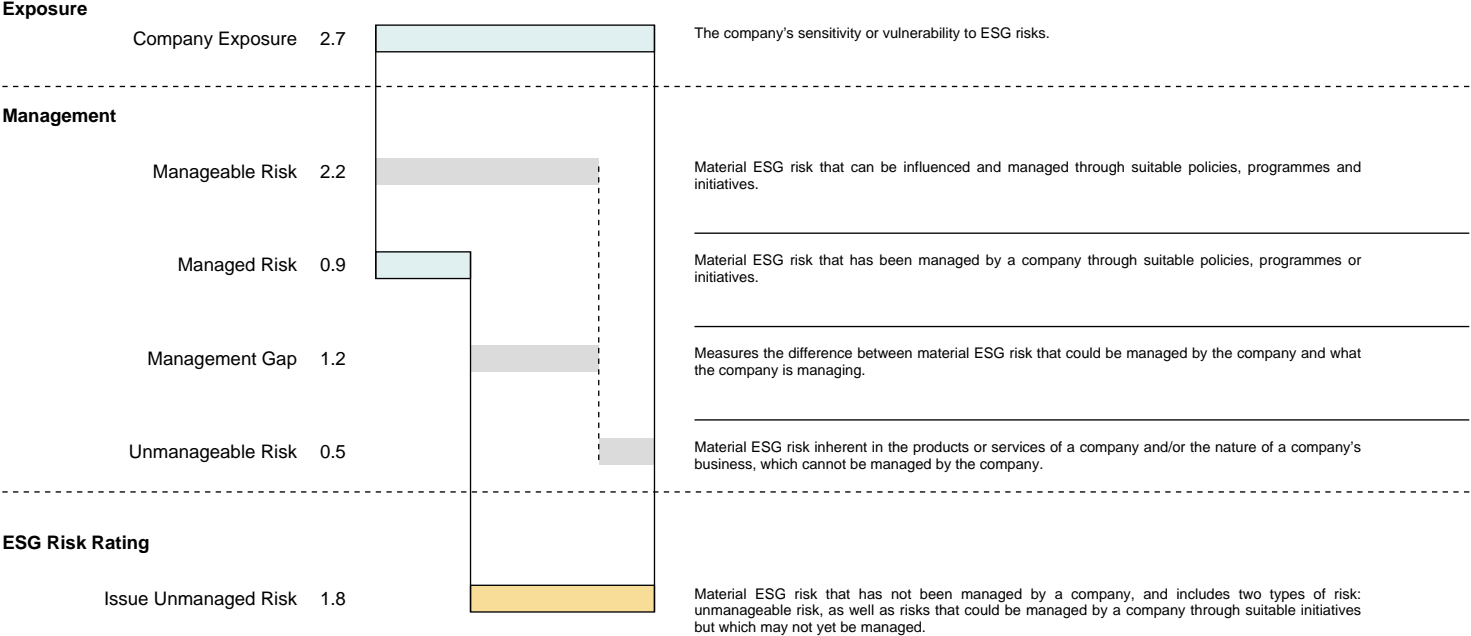 Exposure
Company Exposure 2.7
The company’s sensitivity or vulnerability to ESG risks.
Management
Manageable Risk 2.2
Material ESG risk that can be influenced and managed through suitable policies, programmes and
initiatives.
Managed Risk 0.9
Material ESG risk that has been managed by a company through suitable policies, programmes or
initiatives.
Management Gap 1.2
Measures the difference between material ESG risk that could be managed by the company and what
the company is managing.
Unmanageable Risk 0.5
Material ESG risk inherent in the products or services of a company and/or the nature of a company’s
business, which cannot be managed by the company.
ESG Risk Rating
Issue Unmanaged Risk 1.8
Material ESG risk that has not been managed by a company, and includes two types of risk:
unmanageable risk, as well as risks that could be managed by a company through suitable initiatives
but which may not yet be managed.